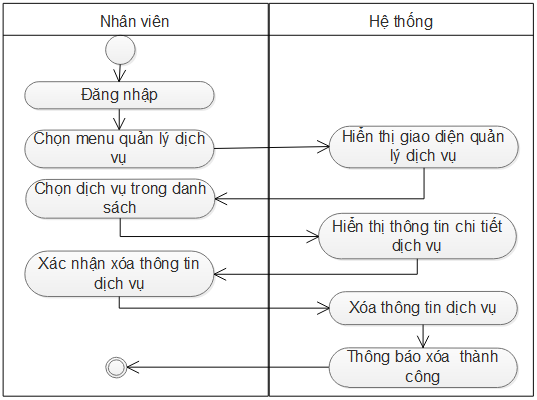 Nhân viên
Hệ thống
Đăng nhập
Chọn menu quản lý dịch
vụ
Hiển thị giao diện quản
lý dịch vụ
Chọn dịch vụ trong danh
sách
Hiển thị thông tin chi tiết
dịch vụ
Xác nhận xóa thông tin
dịch vụ
Xóa thông tin dịch vụ
Thông báo xóa thành
công